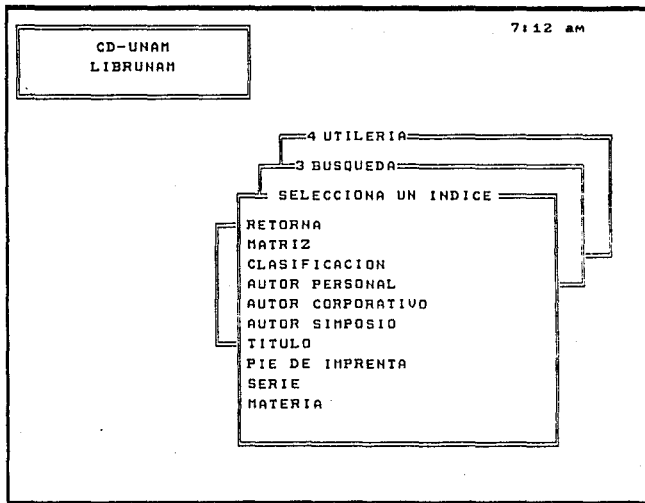 7:12 am
CD-UNAM
LIBRUNAM
4 UTILERIA
3 BUSQUEDA
SELECCIONA UN INDICE
RETORNA
MATRIZ
CLASIFICACION
AUTOR PERSONAL
AUTOR CORPORATIVO
AUTOR SIMPOSIO
TITULO
PIE DE IMPRENTA
SERIE
MATERIA